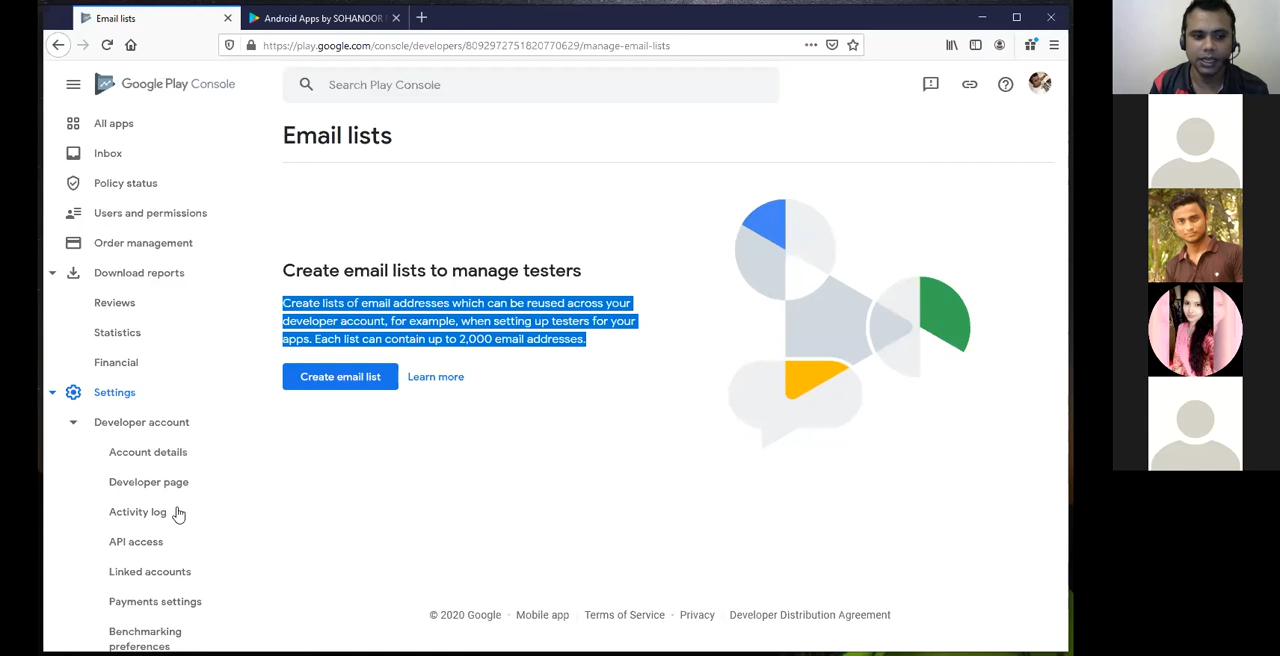 Email lists
Android Apps by SOHANOOR
https://play.google.com/console/developers/8092972751820770629/manage-email-lists
Google Play Console
Search Play Console
All apps
Inbox
Policy status
Users and permissions
Order management
Download reports
Reviews
Statistics
Financial
Settings
Developer account
Account details
Developer page
Activity log
API access
Linked accounts
Payments settings
Benchmarking
preferences
Email lists
Create email lists to manage testers
Create lists of email addresses which can be reused across your
developer account, for example, when setting up testers for your
apps. Each list can contain up to 2,000 email addresses.
Create email list Learn more
© 2020 Google · Mobile app · Terms of Service · Privacy · Developer Distribution Agreement